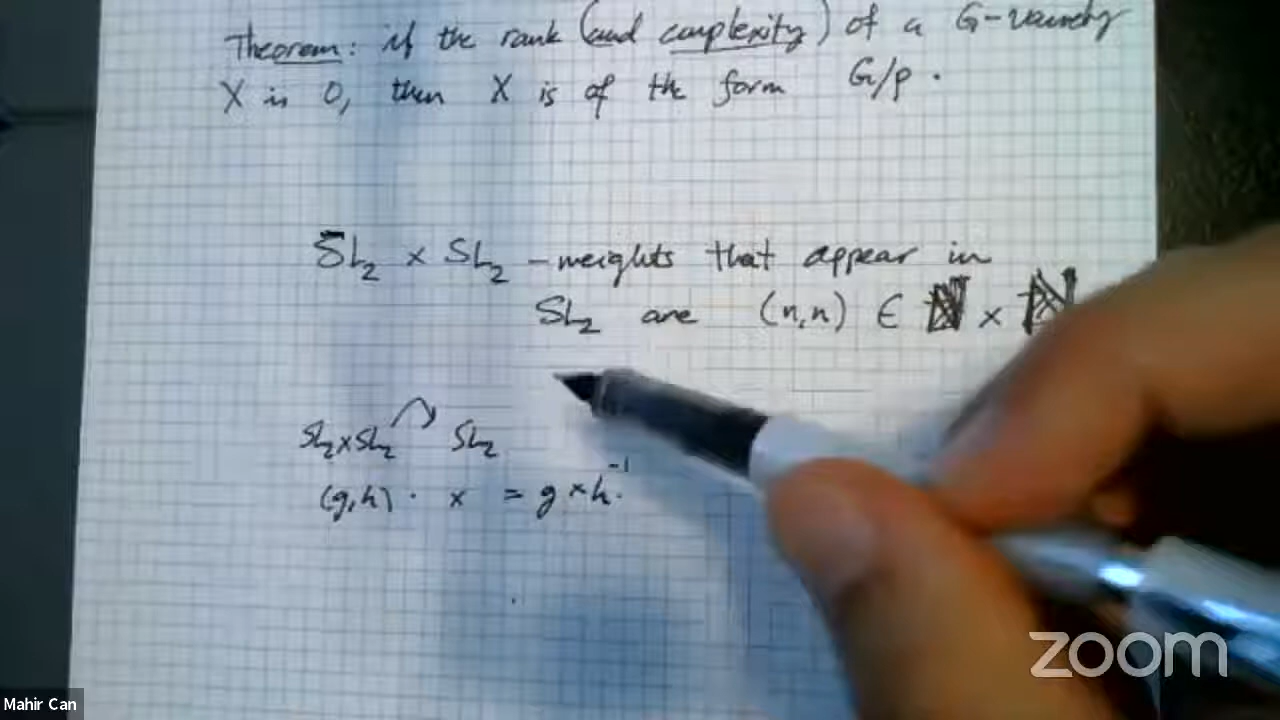 Theorem: if the rank (and complexity) of a G-variety
X is 0, then X is of the form G/P.
SL₂ × SL₂ - weights that appear in
SL₂ are (n,n) ∈ ℕ × ℕ
SL₂×SL₂ ↷ SL₂
(g,h) · x = g x h⁻¹.
zoom
Mahir Can